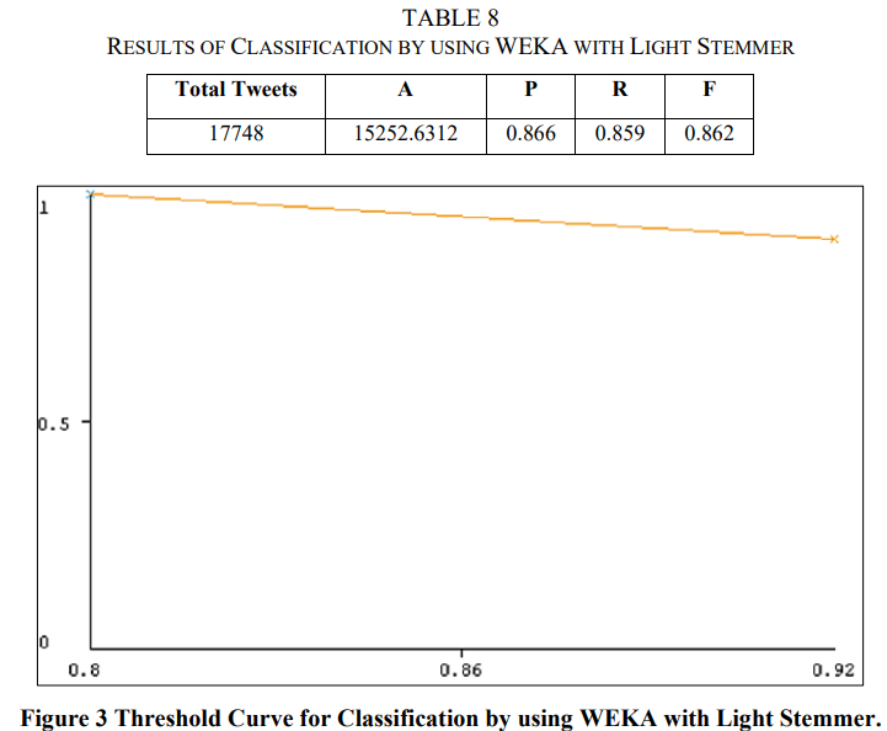 TABLE 8
RESULTS OF CLASSIFICATION BY USING WEKA WITH LIGHT STEMMER
Total Tweets A P R F
17748 15252.6312 0.866 0.859 0.862
1
0.5
0
0.8 0.86 0.92
Figure 3 Threshold Curve for Classification by using WEKA with Light Stemmer.